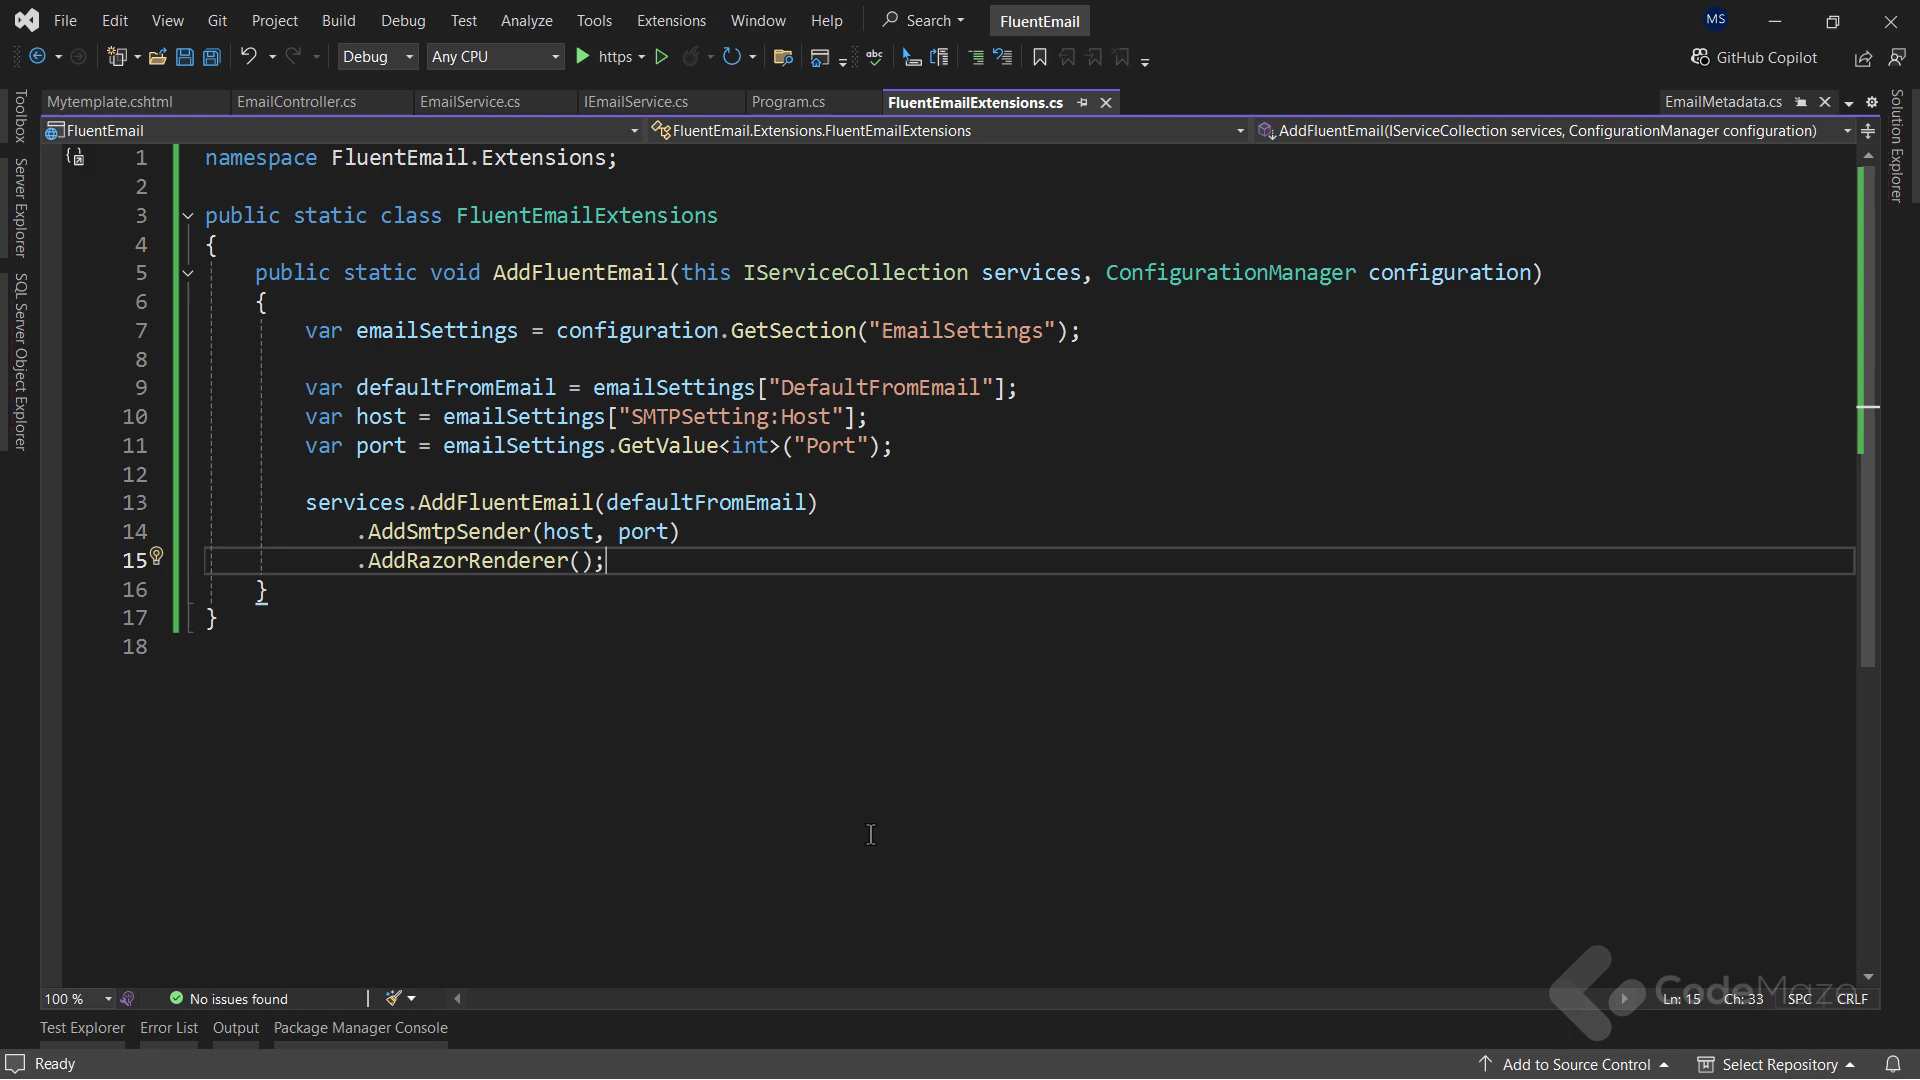 File Edit View Git Project Build Debug Test Analyze Tools Extensions Window Help Search FluentEmail MS
Debug Any CPU https GitHub Copilot
Mytemplate.cshtml EmailController.cs EmailService.cs IEmailService.cs Program.cs FluentEmailExtensions.cs EmailMetadata.cs
FluentEmail FluentEmail.Extensions.FluentEmailExtensions AddFluentEmail(IServiceCollection services, ConfigurationManager configuration)
Toolbox
Server Explorer
SQL Server Object Explorer
Solution Explorer
1 namespace FluentEmail.Extensions;
2
3 public static class FluentEmailExtensions
4 {
5 public static void AddFluentEmail(this IServiceCollection services, ConfigurationManager configuration)
6 {
7 var emailSettings = configuration.GetSection("EmailSettings");
8
9 var defaultFromEmail = emailSettings["DefaultFromEmail"];
10 var host = emailSettings["SMTPSetting:Host"];
11 var port = emailSettings.GetValue<int>("Port");
12
13 services.AddFluentEmail(defaultFromEmail)
14 .AddSmtpSender(host, port)
15 .AddRazorRenderer();
16 }
17 }
18
CodeMaze
100 % No issues found Ln: 15 Ch: 33 SPC CRLF
Test Explorer Error List Output Package Manager Console
Ready Add to Source Control Select Repository